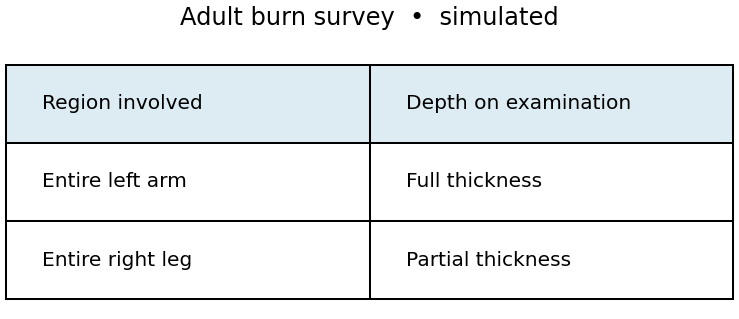 Adult burn survey • simulated
Region involved Depth on examination
Entire left arm Full thickness
Entire right leg Partial thickness